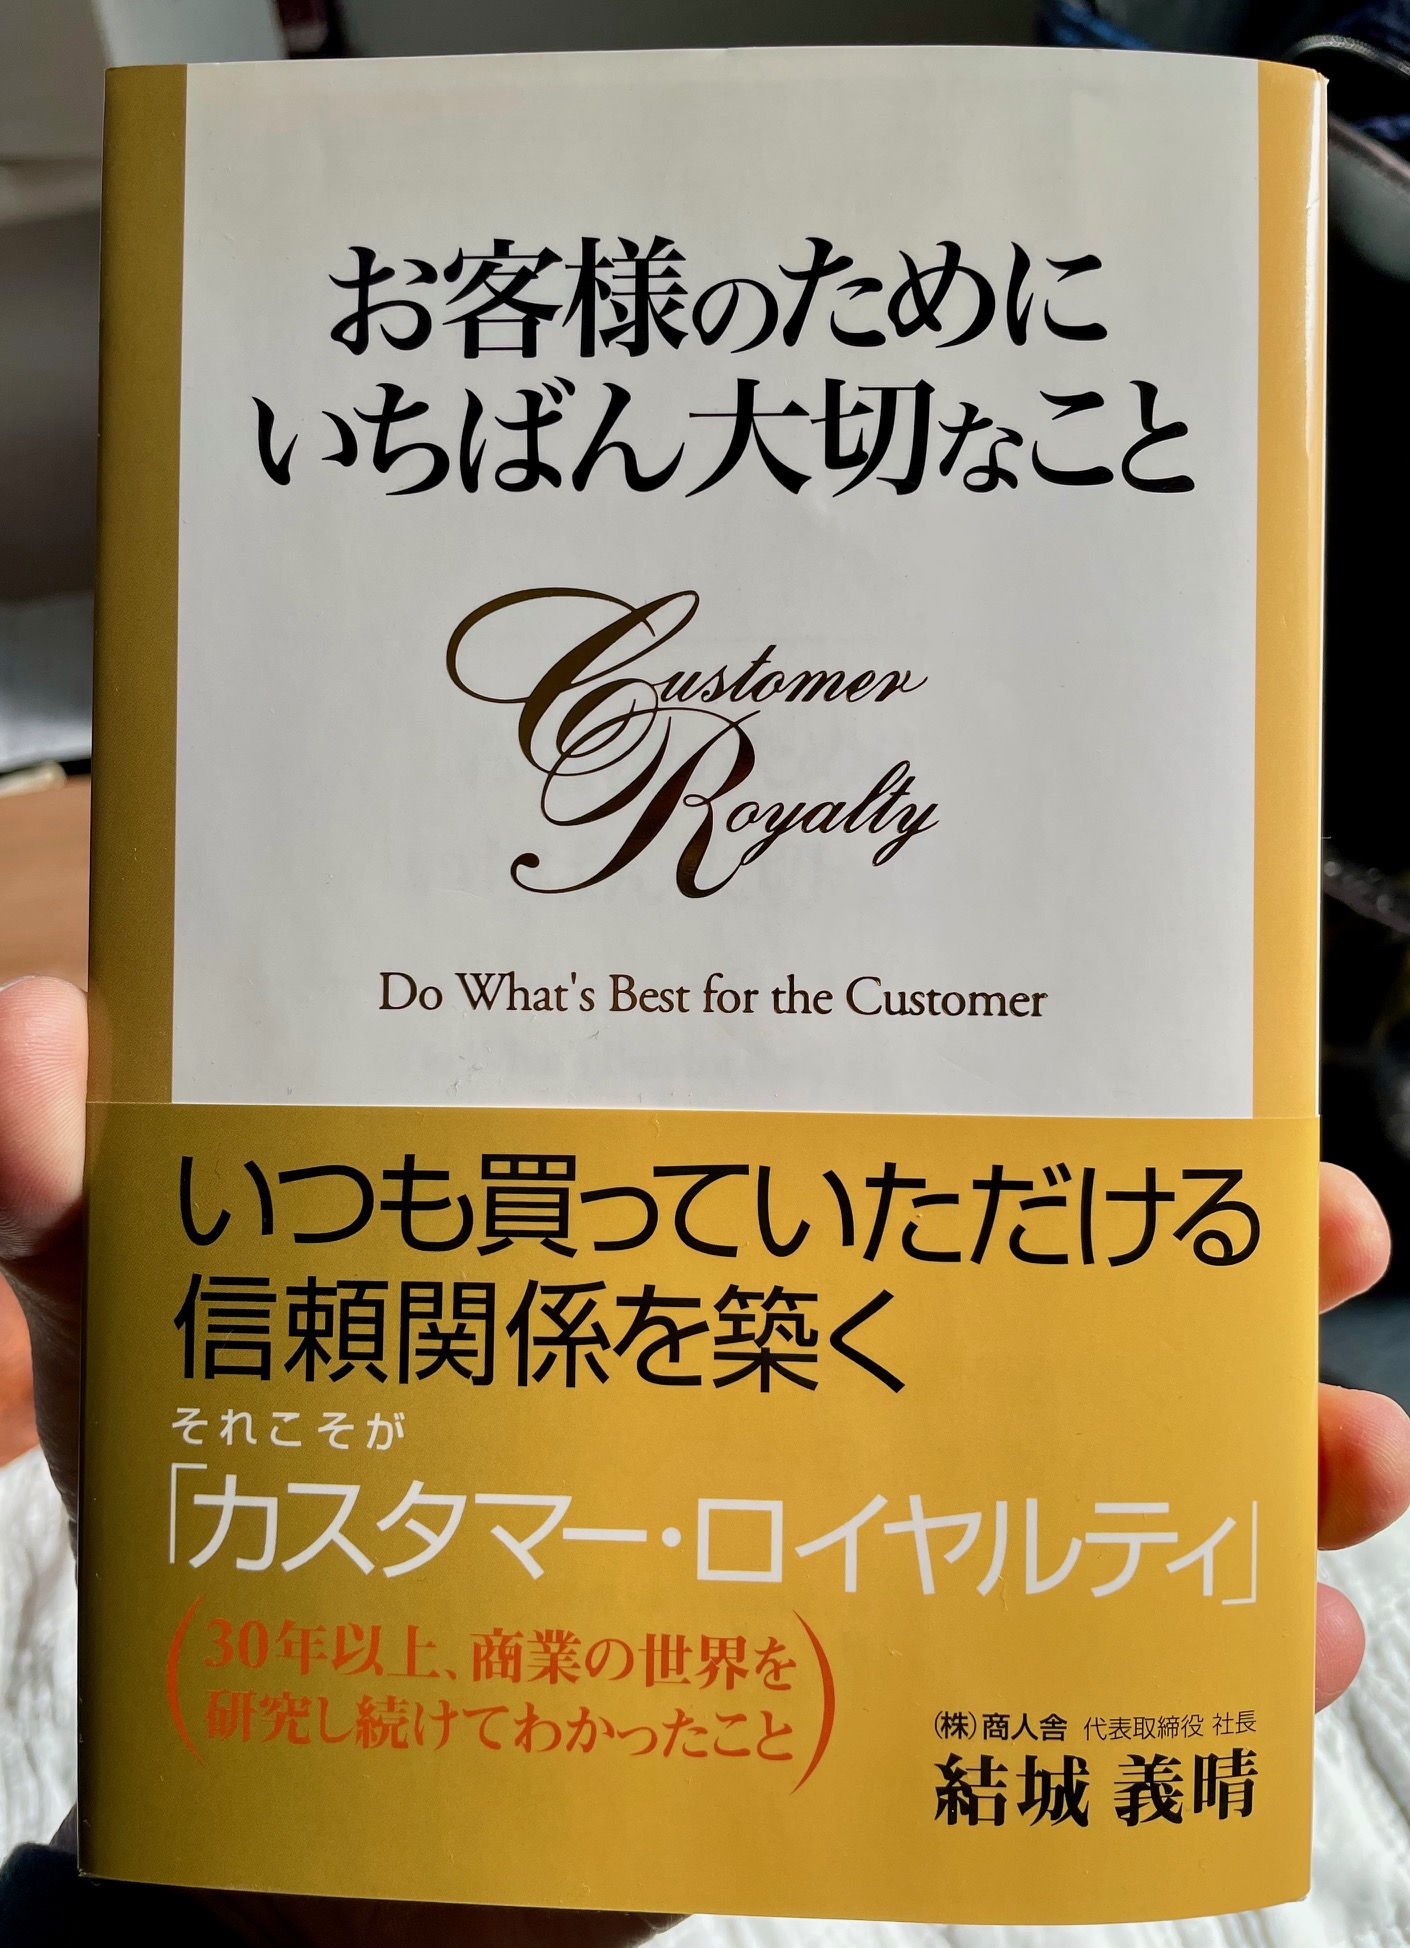 お客様のために
いちばん大切なこと
Customer
Royalty
Do What's Best for the Customer
いつも買っていただける
信頼関係を築く
それこそが
「カスタマー・ロイヤルティ」
(30年以上、商業の世界を
研究し続けてわかったこと)
(株)商人舎 代表取締役 社長
結城 義晴